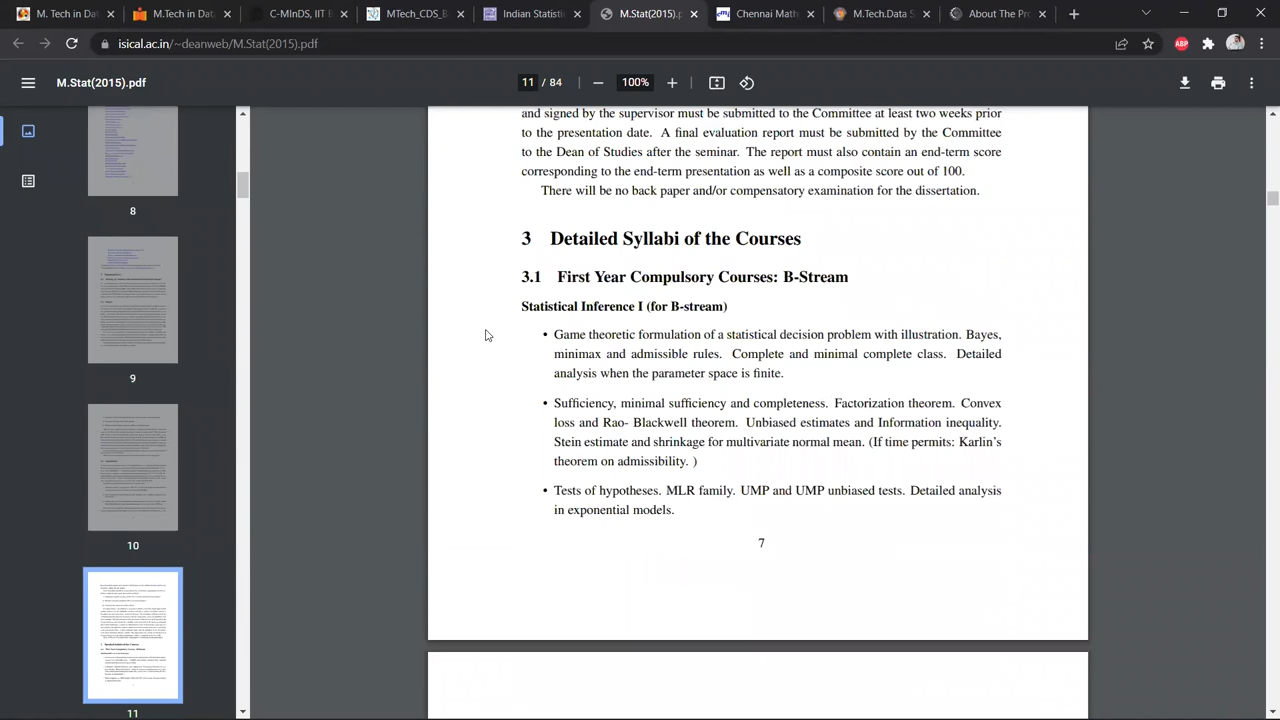 M.Tech in Dat
M.Tech in Data
CMInDS, IIT B
MTech_CDS_B
Indian Statisti
M.Stat(2015).p
Chennai Math
M.Tech.Data S
About The Pro
isical.ac.in/~deanweb/M.Stat(2015).pdf
ABP
M.Stat(2015).pdf
11 / 84
100%
8
9
10
11
and signed by the supervisor must be submitted to the Committee at least two weeks prior
to the presentation date. A final evaluation report must be submitted by the Committee
to the Dean of Studies after the seminar. The report must also contain an end-term score
corresponding to the end-term presentation as well as a composite score out of 100.
There will be no back paper and/or compensatory examination for the dissertation.
3 Detailed Syllabi of the Courses
3.1 First Year Compulsory Courses: B-Stream
Statistical Inference I (for B-stream)
• Game theoretic formulation of a statistical decision problem with illustration. Bayes,
minimax and admissible rules. Complete and minimal complete class. Detailed
analysis when the parameter space is finite.
• Sufficiency, minimal sufficiency and completeness. Factorization theorem. Convex
loss and Rao- Blackwell theorem. Unbiased estimates and Information inequality.
Stein estimate and shrinkage for multivariate normal mean. (If time permits: Karlin's
theorem on admissibility. )
Tests of hypotheses. MLR family. UMP and UMP unbiased tests. Detailed analysis
in exponential models.
7